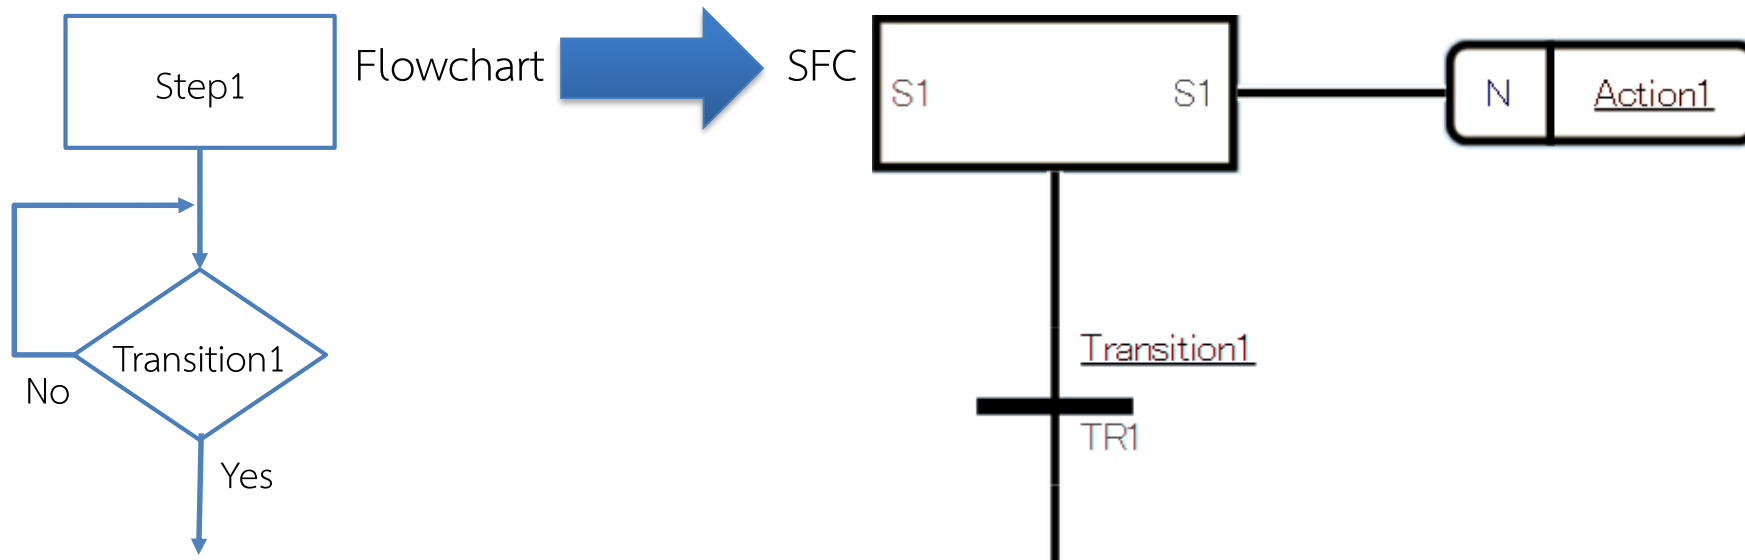 Step1
Flowchart
SFC
S1
S1
N
Action1
Transition1
No
Yes
Transition1
TR1